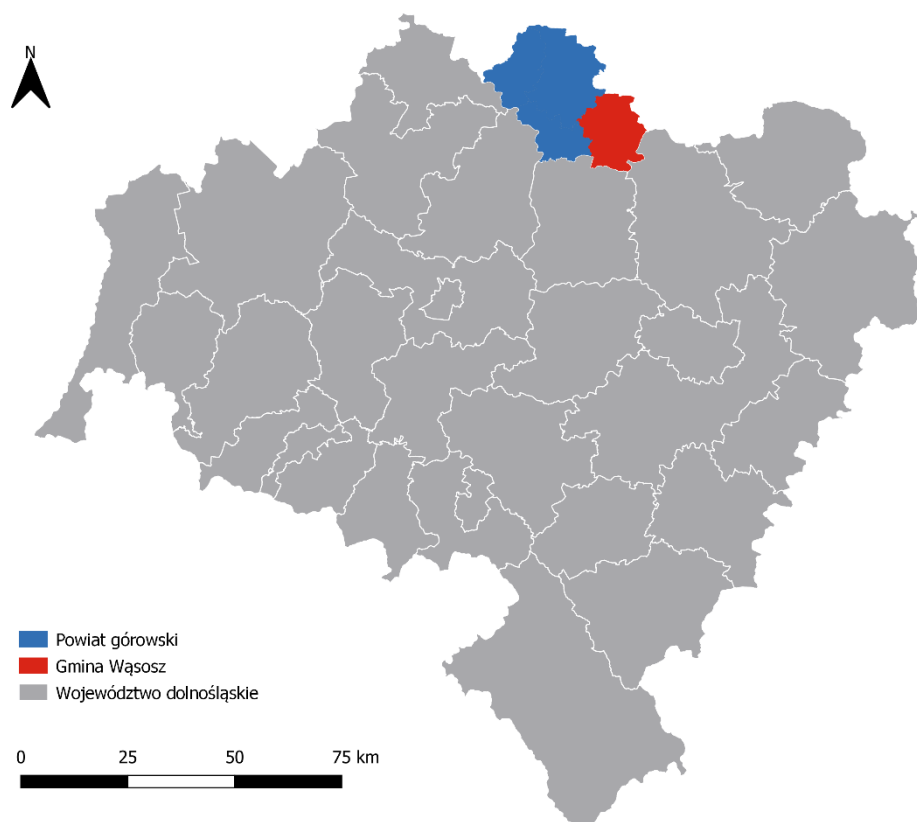 N
Powiat górowski
Gmina Wąsosz
Województwo dolnośląskie
0 25 50 75 km